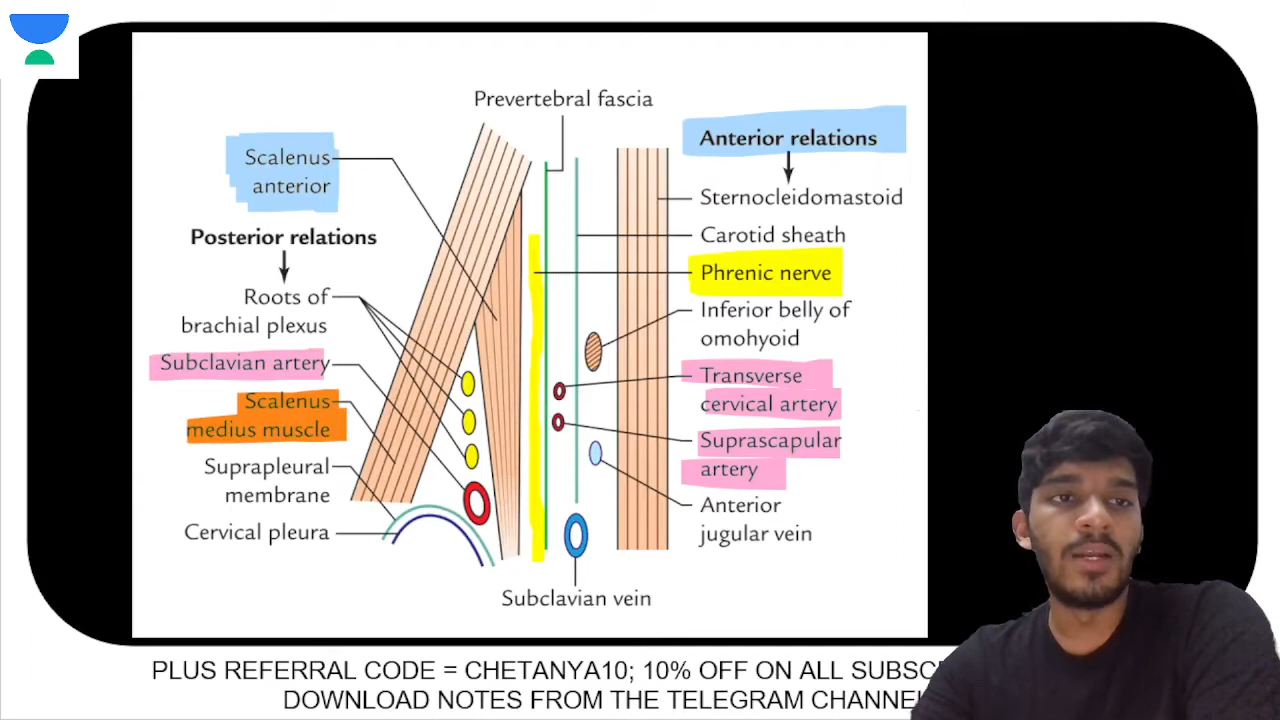 Prevertebral fascia
Scalenus
anterior
Posterior relations
Roots of
brachial plexus
Subclavian artery
Scalenus
medius muscle
Suprapleural
membrane
Cervical pleura
Anterior relations
Sternocleidomastoid
Carotid sheath
Phrenic nerve
Inferior belly of
omohyoid
Transverse
cervical artery
Suprascapular
artery
Anterior
jugular vein
Subclavian vein
PLUS REFERRAL CODE = CHETANYA10; 10% OFF ON ALL
DOWNLOAD NOTES FROM THE TELEGRAM